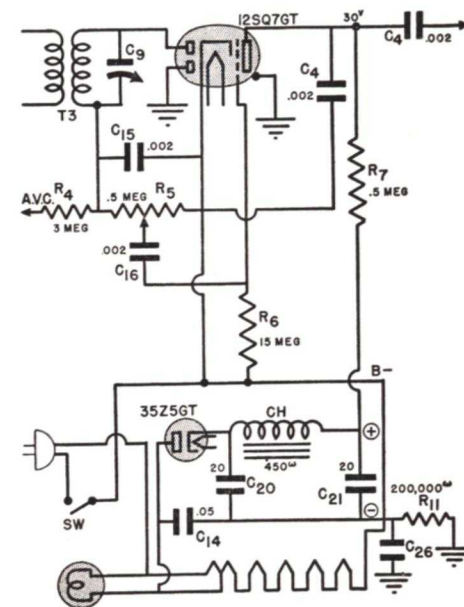 12SQ7GT
30V
C4
.002
C9
T3
C4
.002
C15
.002
R7
.5 MEG
A.V.C.
R4
3 MEG
.5 MEG
R5
.002
C16
R6
15 MEG
B-
35Z5GT
CH
+
450ω
20
C20
20
C21
200,000ω
R11
-
SW
.05
C14
C26